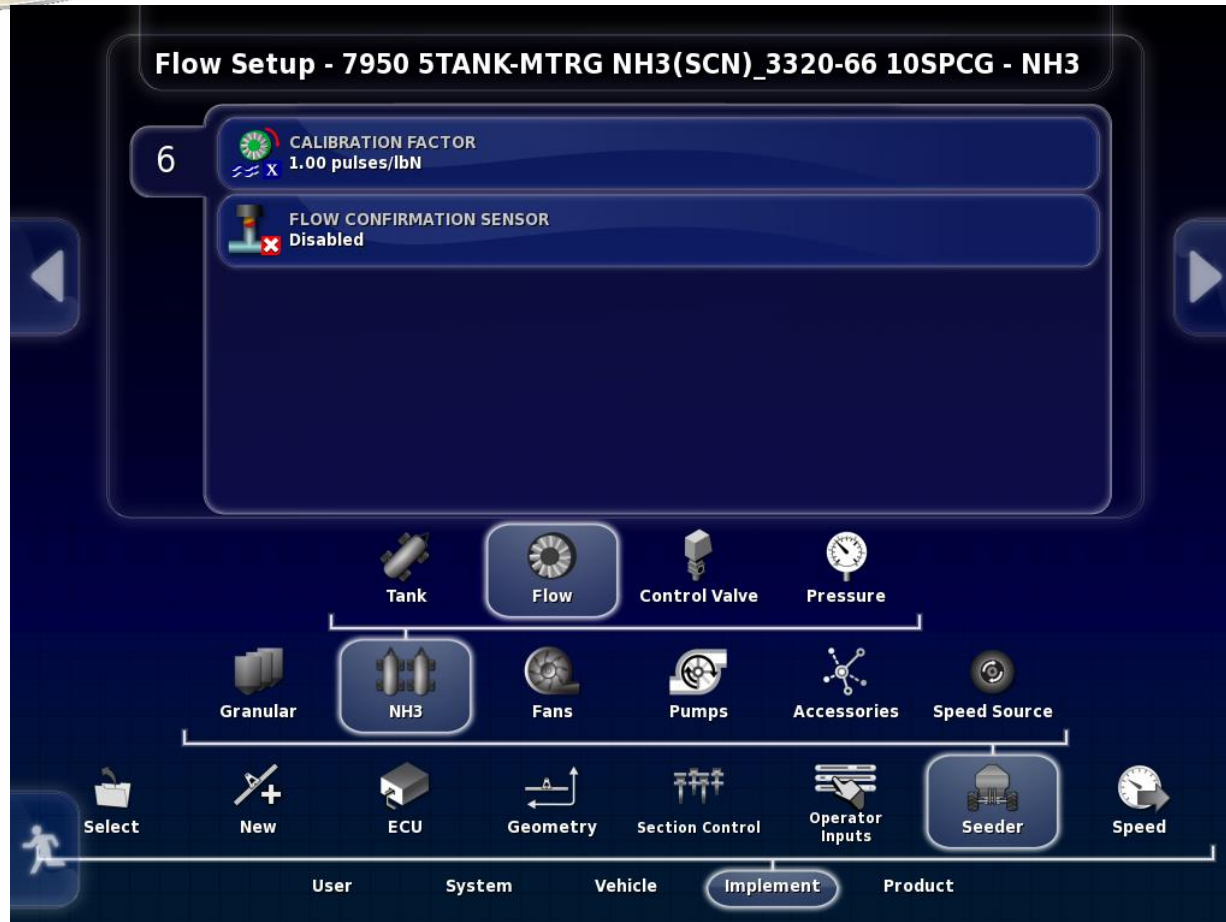 Flow Setup - 7950 5TANK-MTRG NH3(SCN)_3320-66 10SPCG - NH3
6
CALIBRATION FACTOR
X
1.00 pulses/lbN
FLOW CONFIRMATION SENSOR
Disabled
Tank
Flow
Control Valve
Pressure
Granular
NH3
Fans
Pumps
Accessories
Speed Source
Select
New
ECU
Geometry
Section Control
Operator
Inputs
Seeder
Speed
User
System
Vehicle
Implement
Product